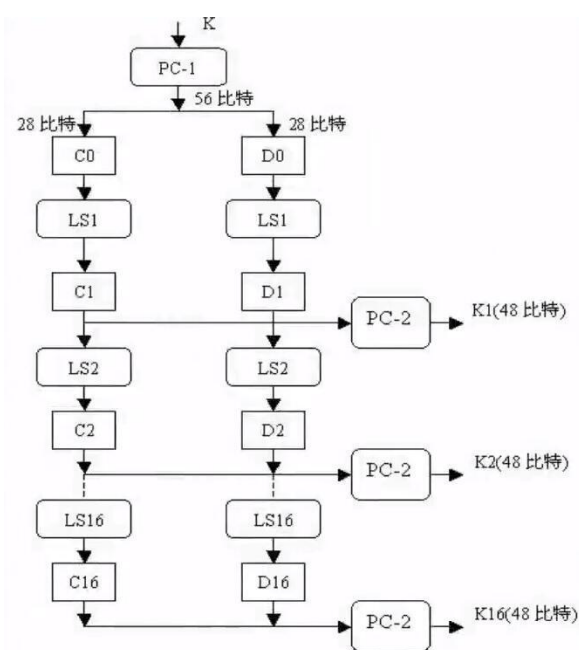 K
PC-1
56 比特
28 比特
28 比特
C0
D0
LS1
LS1
C1
D1
PC-2
K1(48 比特)
LS2
LS2
C2
D2
PC-2
K2(48 比特)
LS16
LS16
C16
D16
PC-2
K16(48 比特)